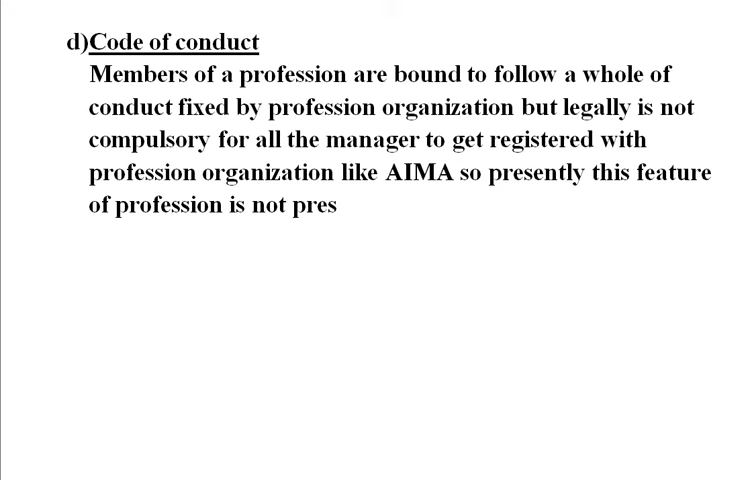 d)Code of conduct
Members of a profession are bound to follow a whole of
conduct fixed by profession organization but legally is not
compulsory for all the manager to get registered with
profession organization like AIMA so presently this feature
of profession is not pres